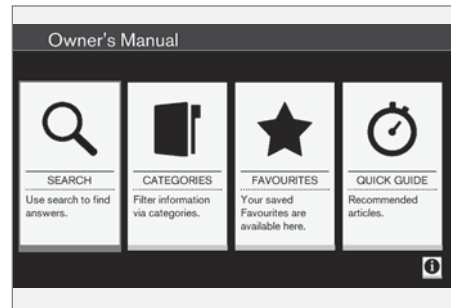 Owner's Manual
SEARCH
Use search to find
answers.
CATEGORIES
Filter information
via categories.
FAVOURITES
Your saved
Favourites are
available here.
QUICK GUIDE
Recommended
articles.